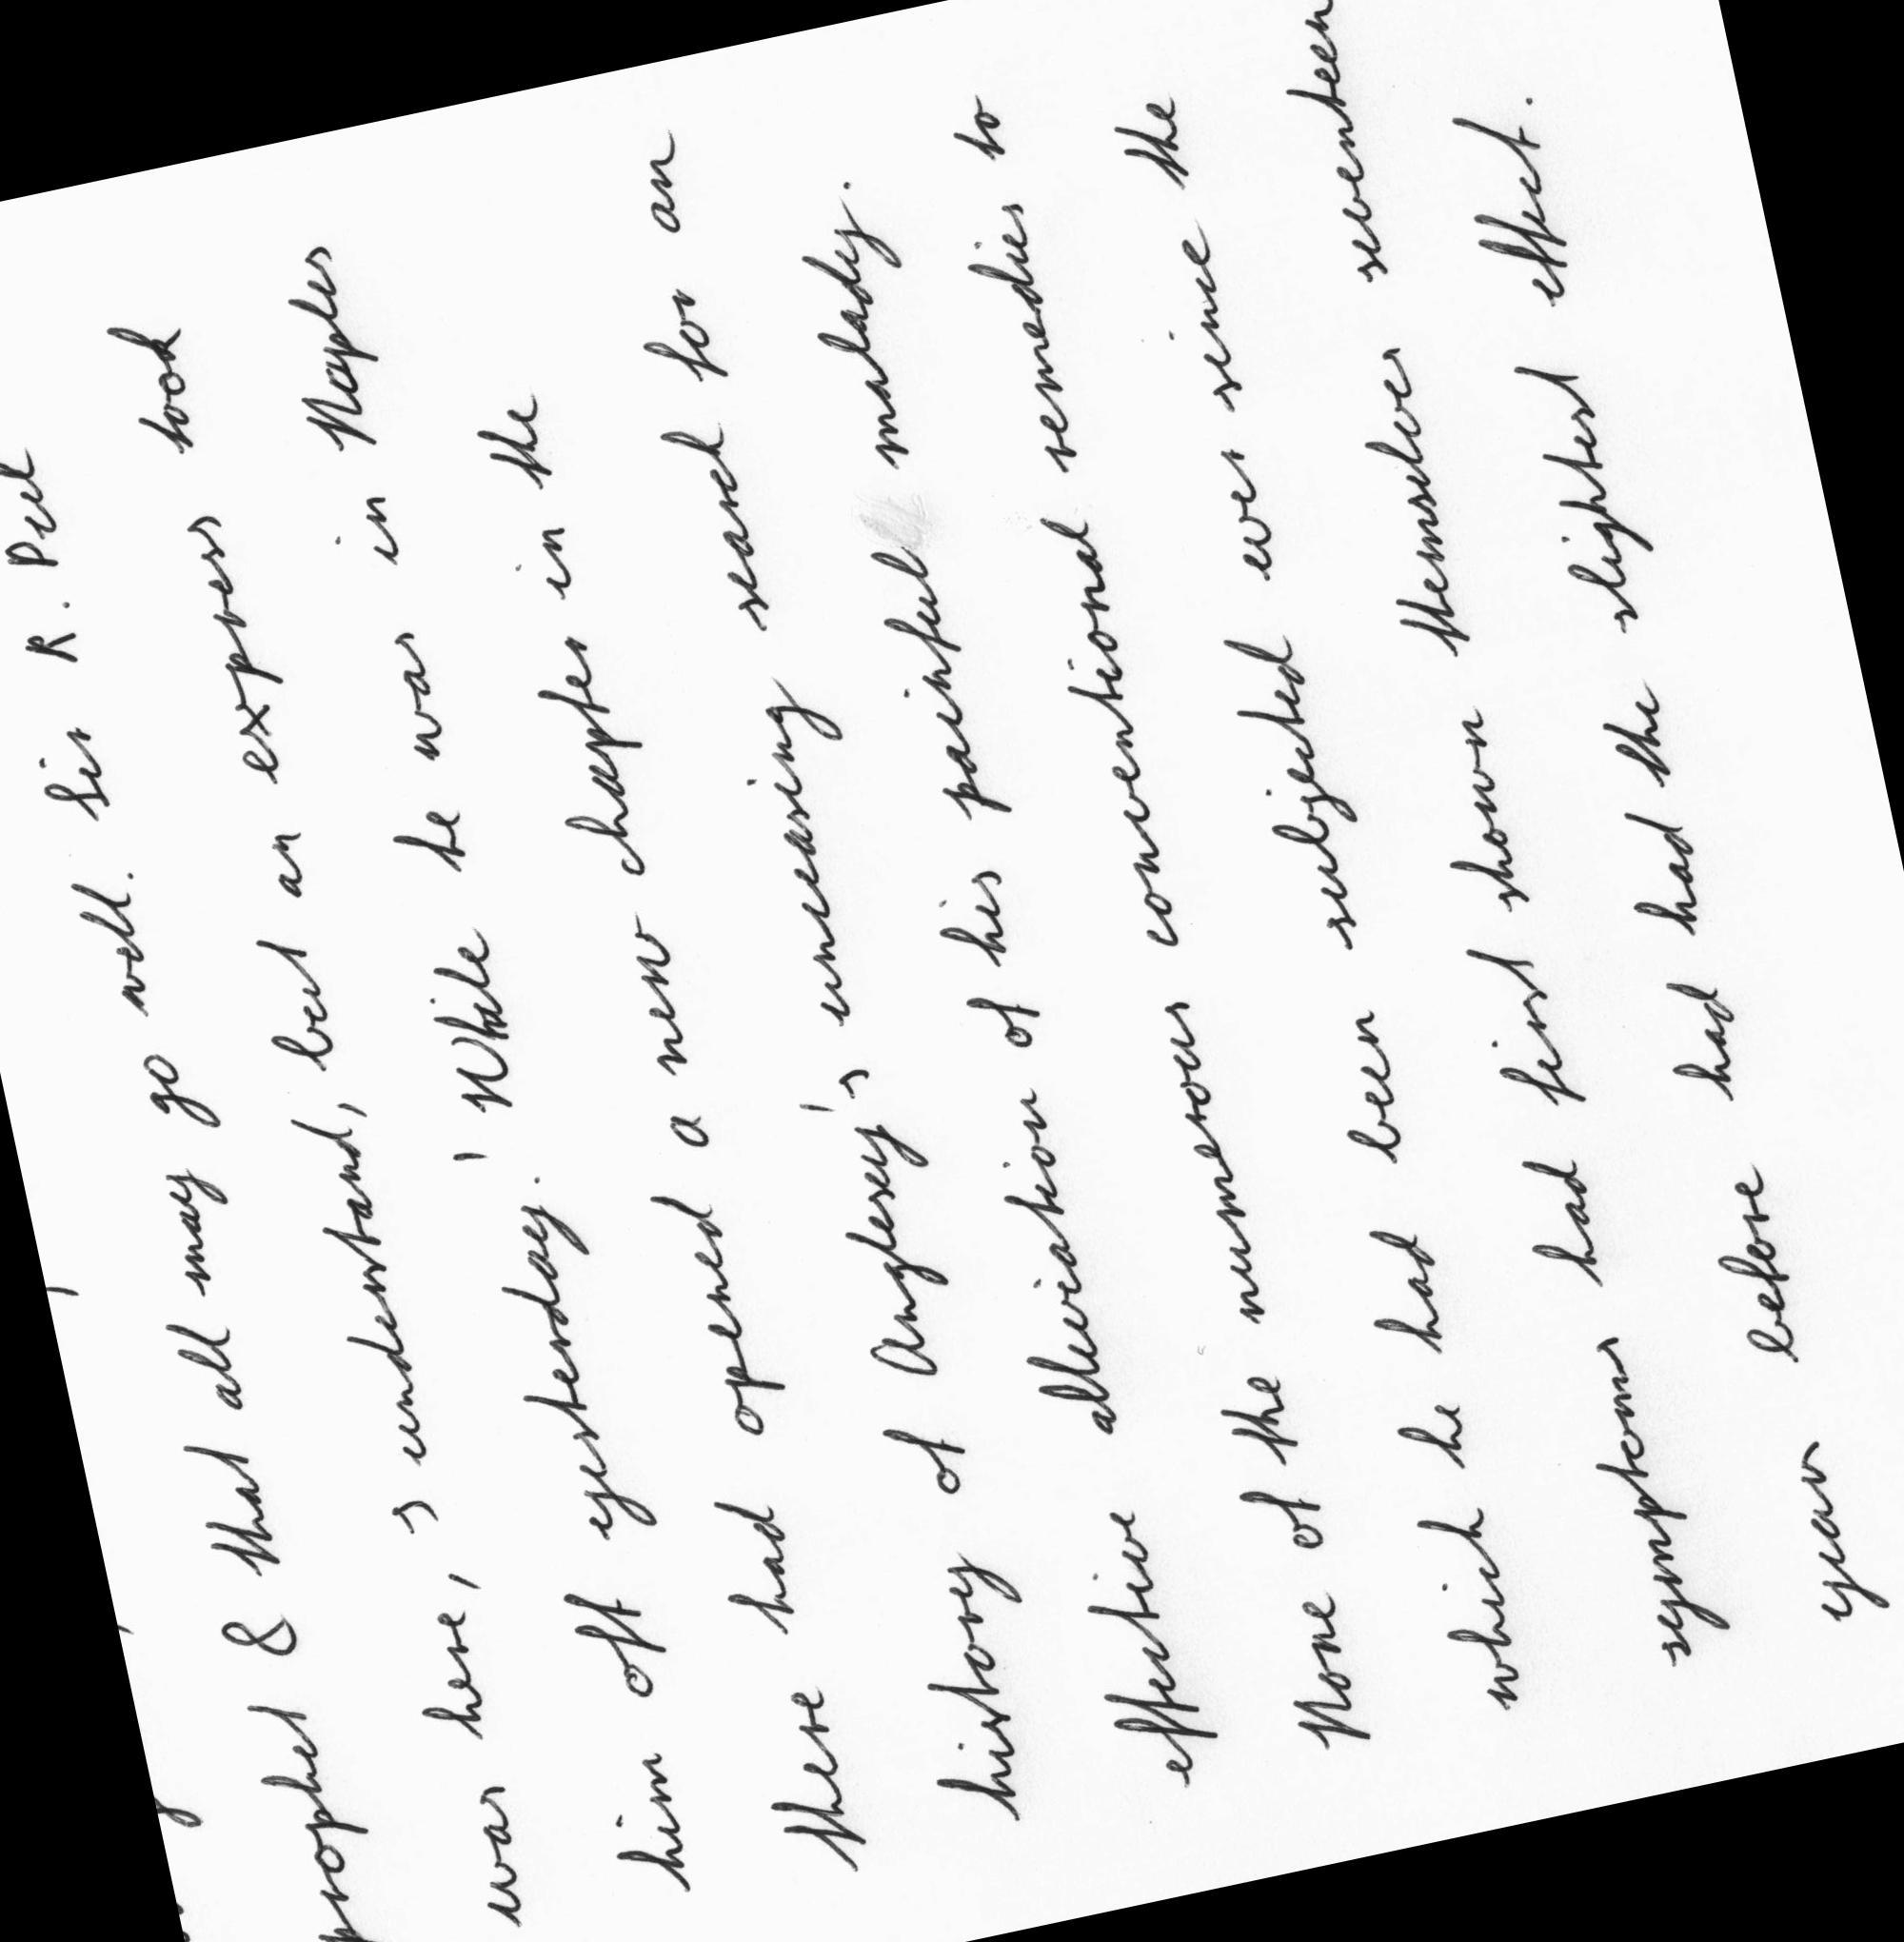 prophet & that all may go well. Sir R. Peel
was here, I understand, but an express took
him off yesterday.' While he was in Naples
there had opened a new chapter in the
history of Anglesey's unceasing search for an
effective alleviation of his painful malady.
None of the numerous conventional remedies to
which he had been subjected ever since the
symptoms had first shown themselves seventeen
year before had had the slightest effect.